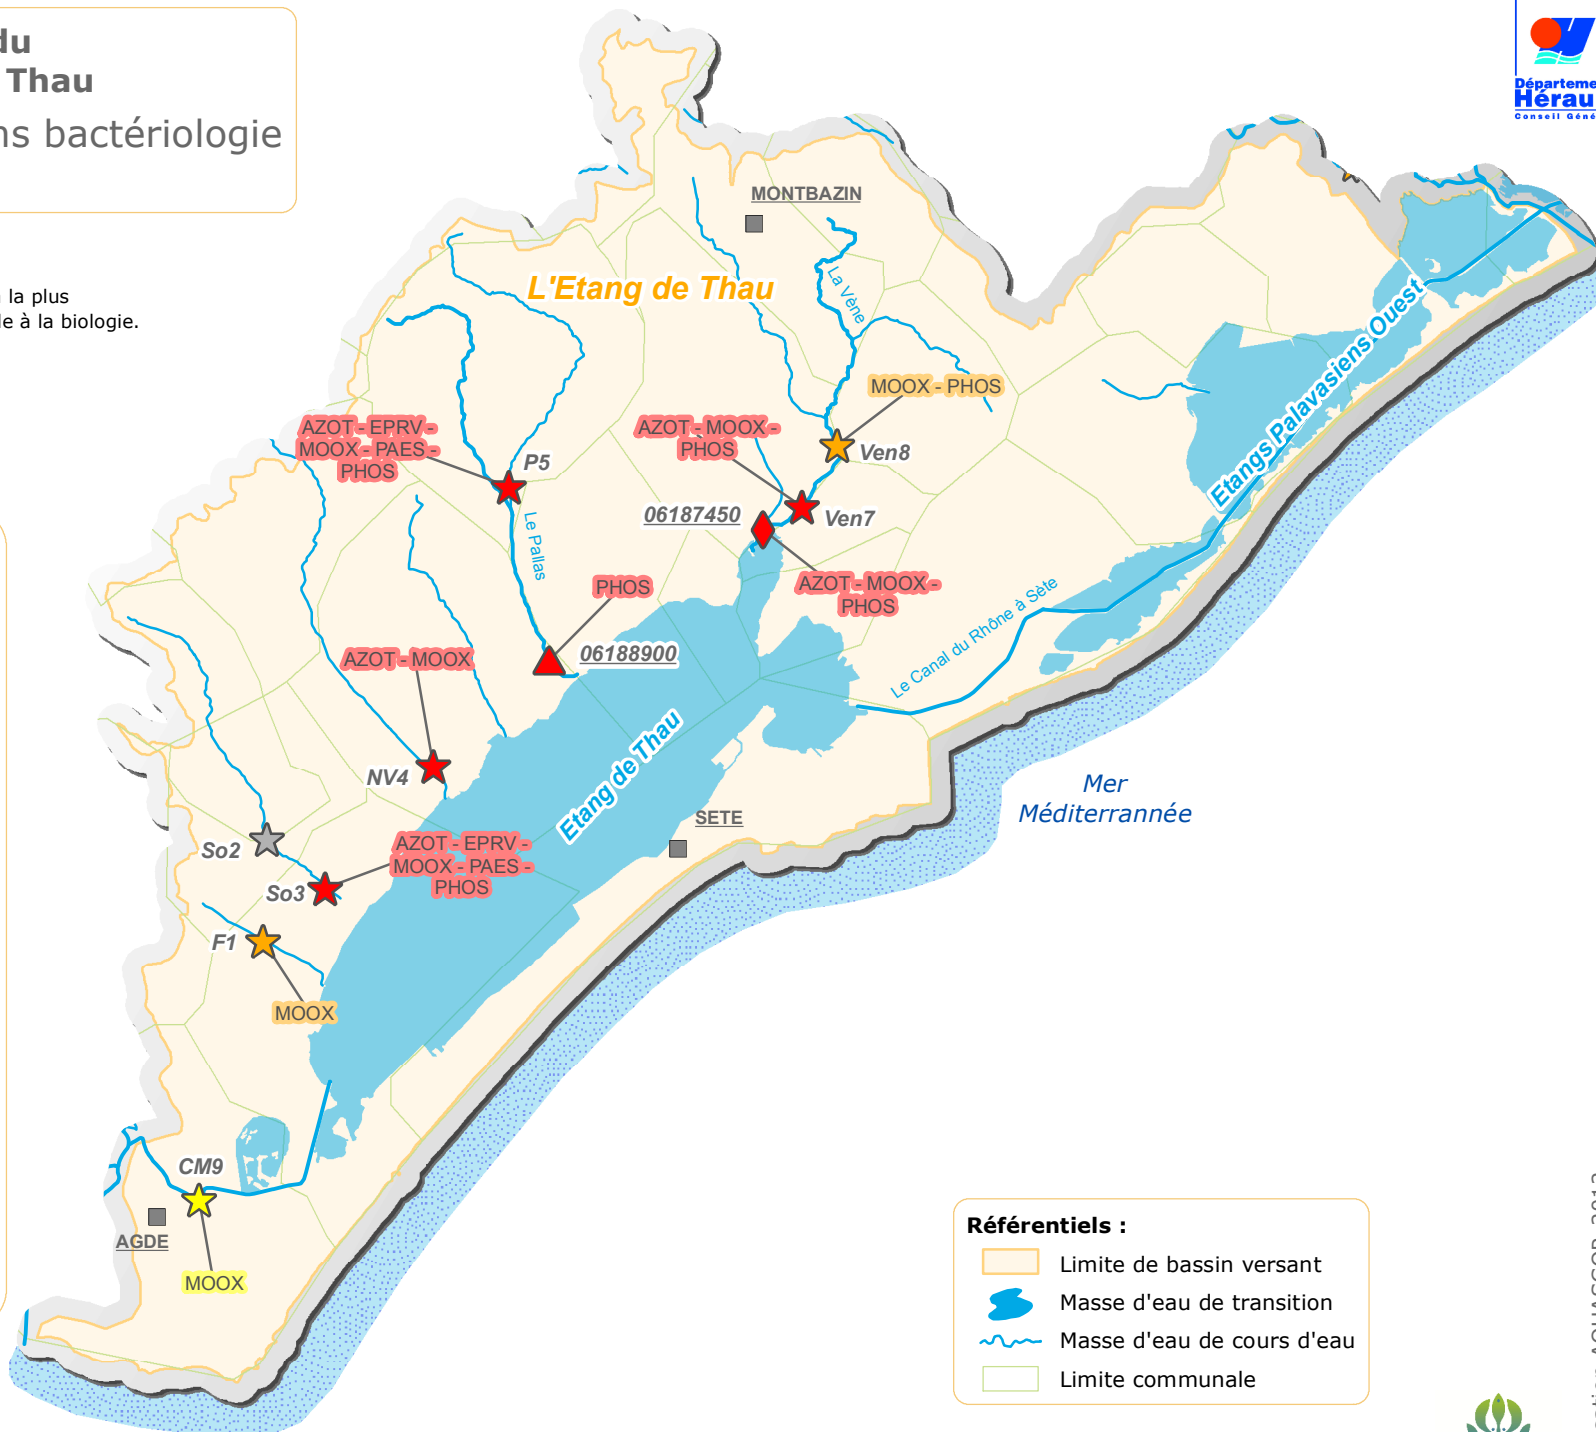 du
Thau
ns bactériologie
la plus
le à la biologie.
Départeme
Hérau
Conseil Géné
MONTBAZIN
L'Etang de Thau
La Vène
MOOX - PHOS
AZOT - EPRV -
MOOX - PAES -
PHOS
P5
AZOT - MOOX -
PHOS
Ven8
Etangs Palavasiens Ouest
06187450
Ven7
Le Pallas
AZOT - MOOX -
PHOS
PHOS
Le Canal du Rhône à Sète
06188900
AZOT - MOOX
NV4
Etang de Thau
Mer
Méditerrannée
SETE
So2
AZOT - EPRV -
MOOX - PAES -
PHOS
So3
F1
MOOX
CM9
AGDE
MOOX
Référentiels :
Limite de bassin versant
Masse d'eau de transition
Masse d'eau de cours d'eau
Limite communale